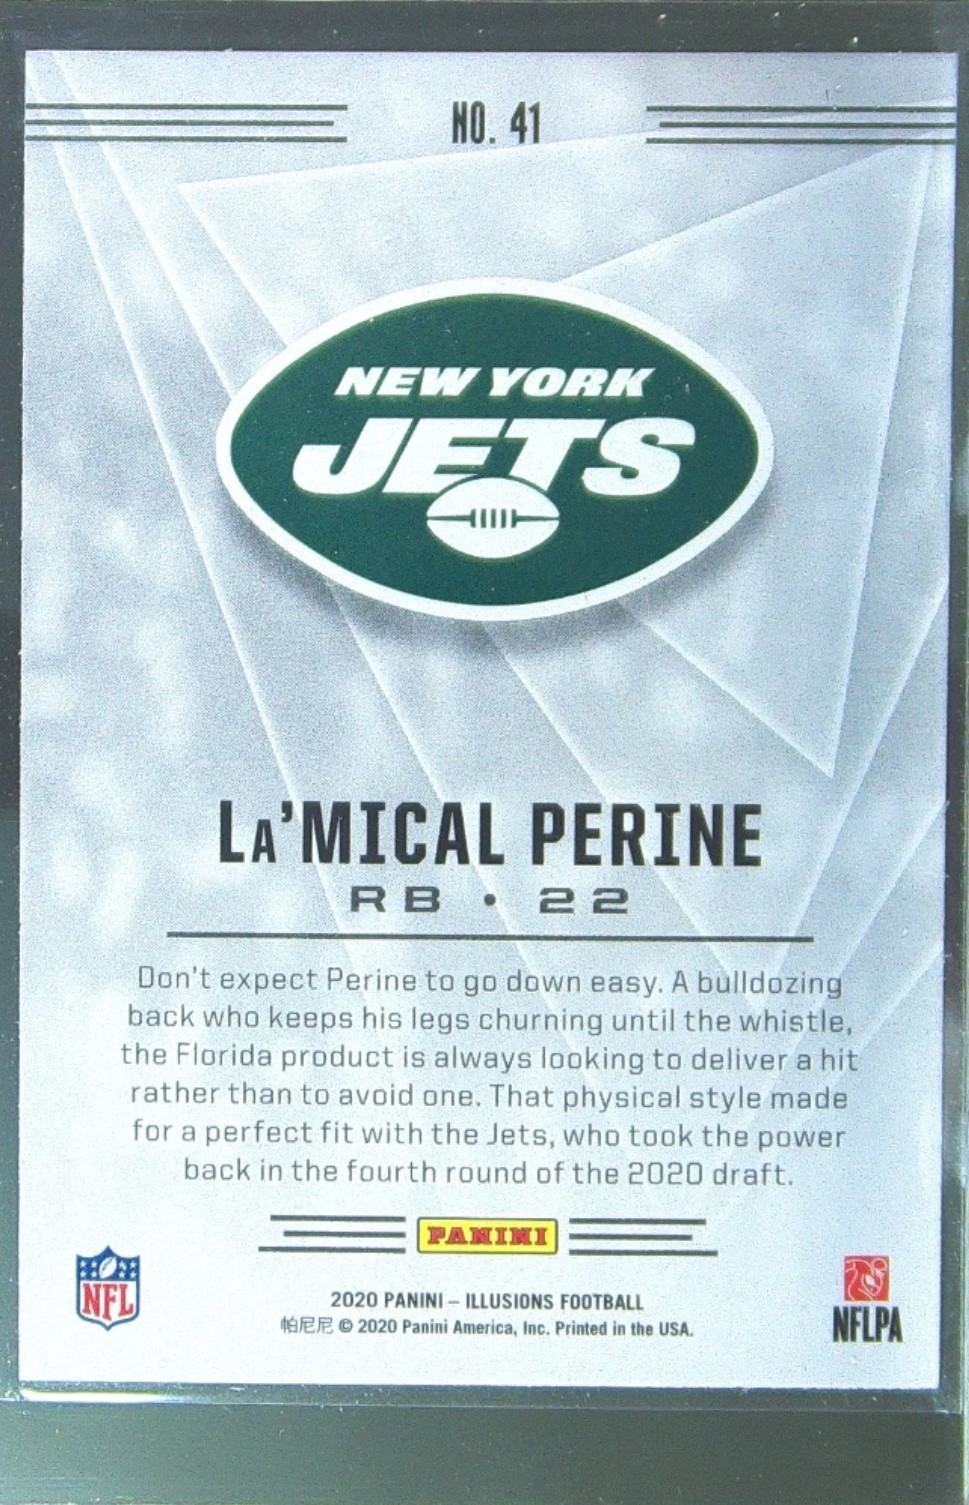 NO. 41
NEW YORK
JETS
LA'MICAL PERINE
RB • 22
Don't expect Perine to go down easy. A bulldozing
back who keeps his legs churning until the whistle,
the Florida product is always looking to deliver a hit
rather than to avoid one. That physical style made
for a perfect fit with the Jets, who took the power
back in the fourth round of the 2020 draft.
PANINI
NFL
2020 PANINI – ILLUSIONS FOOTBALL
帕尼尼 © 2020 Panini America, Inc. Printed in the USA.
NFLPA